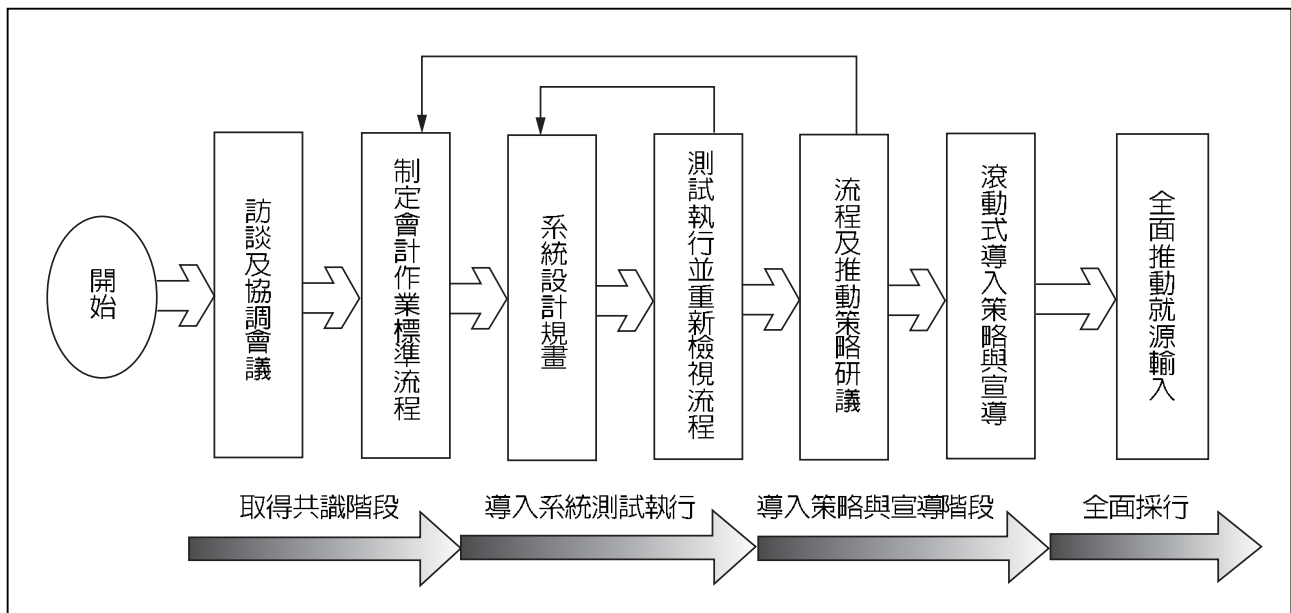 開始
訪談及協調會議
制定會計作業標準流程
系統設計規畫
測試執行並重新檢視流程
流程及推動策略研議
滾動式導入策略與宣導
全面推動就源輸入
取得共識階段
導入系統測試執行
導入策略與宣導階段
全面採行